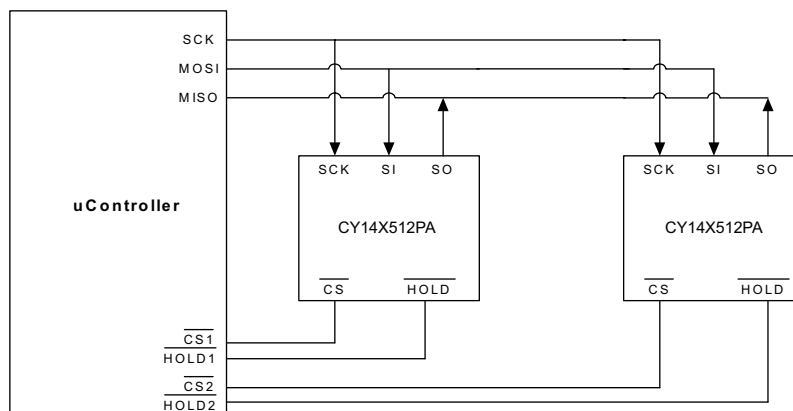 SCK
MOSI
MISO
uController
SCK SI SO
CY14X512PA
CS HOLD
SCK SI SO
CY14X512PA
CS HOLD
CS1
HOLD1
CS2
HOLD2